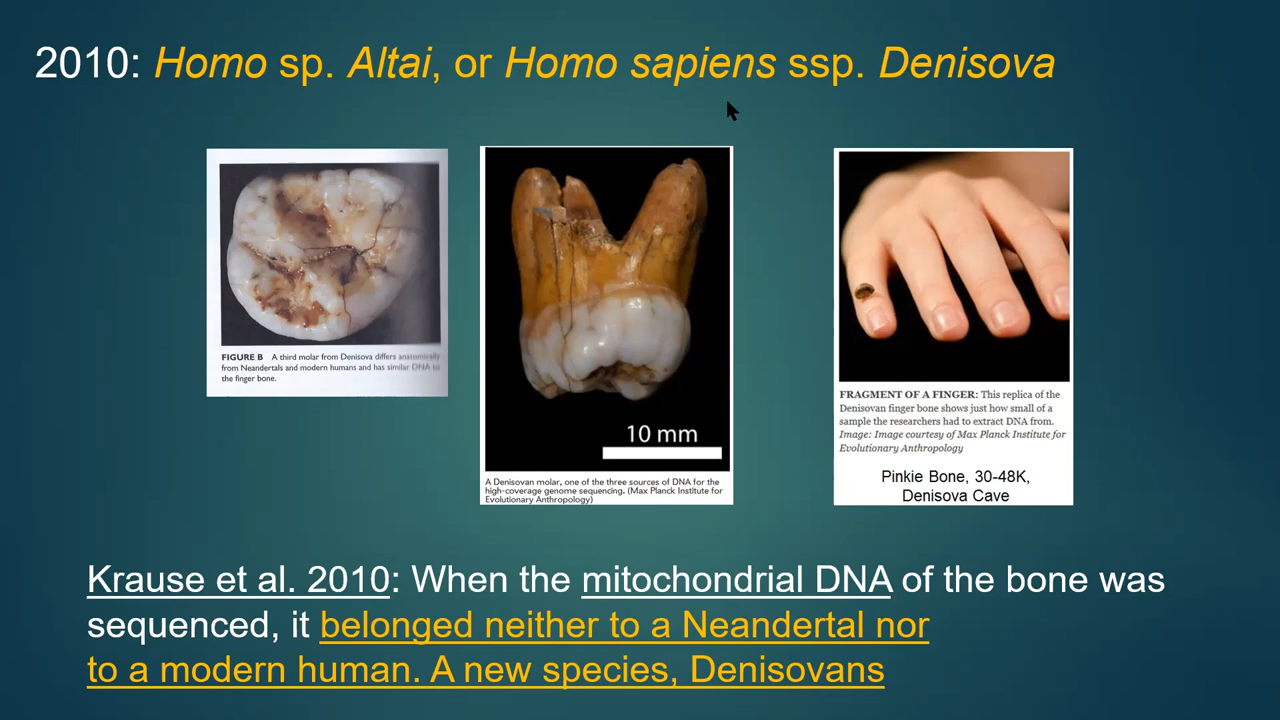 2010: Homo sp. Altai, or Homo sapiens ssp. Denisova
FIGURE B A third molar from Denisova differs anatomically
from Neandertals and modern humans and has similar DNA to
the finger bone.
10 mm
A Denisovan molar, one of the three sources of DNA for the
high-coverage genome sequencing. (Max Planck Institute for
Evolutionary Anthropology)
FRAGMENT OF A FINGER: This replica of the
Denisovan finger bone shows just how small of a
sample the researchers had to extract DNA from.
Image: Image courtesy of Max Planck Institute for
Evolutionary Anthropology
Pinkie Bone, 30-48K,
Denisova Cave
Krause et al. 2010: When the mitochondrial DNA of the bone was
sequenced, it belonged neither to a Neandertal nor
to a modern human. A new species, Denisovans